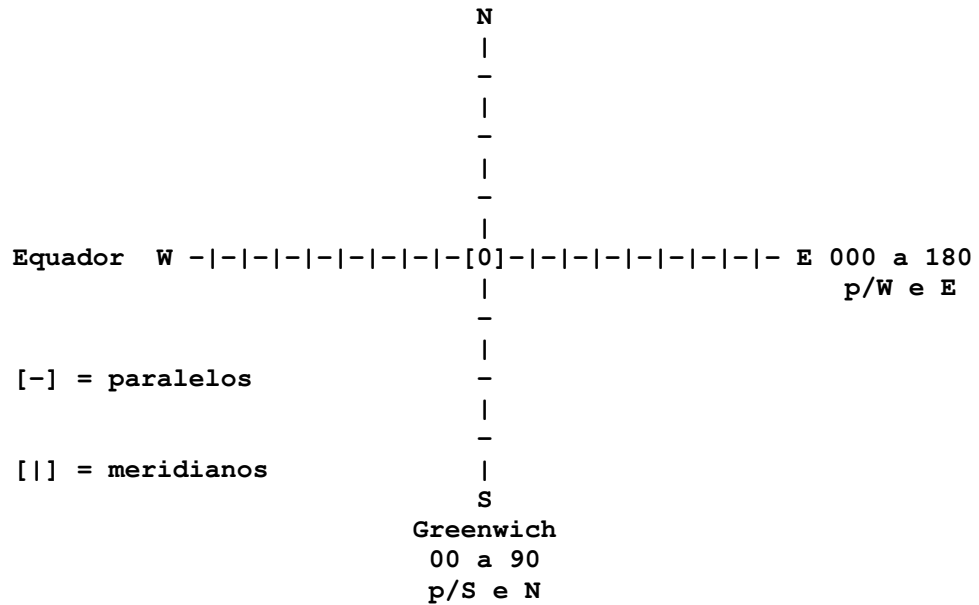 N
|
-
|
-
|
-
|
Equador W -|-|-|-|-|-|-|-|-|-|-[0]-|-|-|-|-|-|-|-|-|-|- E 000 a 180
|
p/W e E
-
|
[-] = paralelos -
|
-
[|] = meridianos |
S
Greenwich
00 a 90
p/S e N